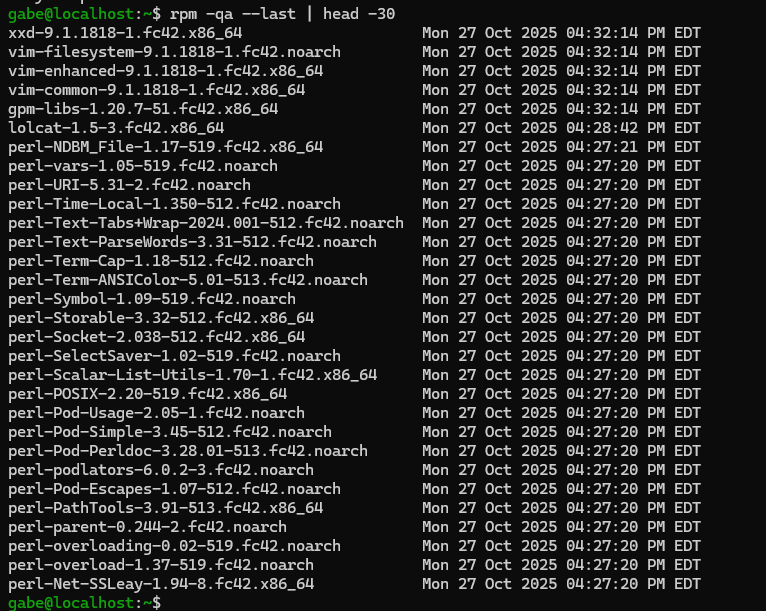 gabe@localhost:~$ rpm -qa --last | head -30
xxd-9.1.1818-1.fc42.x86_64                    Mon 27 Oct 2025 04:32:14 PM EDT
vim-filesystem-9.1.1818-1.fc42.noarch         Mon 27 Oct 2025 04:32:14 PM EDT
vim-enhanced-9.1.1818-1.fc42.x86_64           Mon 27 Oct 2025 04:32:14 PM EDT
vim-common-9.1.1818-1.fc42.x86_64             Mon 27 Oct 2025 04:32:14 PM EDT
gpm-libs-1.20.7-51.fc42.x86_64                Mon 27 Oct 2025 04:32:14 PM EDT
lolcat-1.5-3.fc42.x86_64                      Mon 27 Oct 2025 04:28:42 PM EDT
perl-NDBM_File-1.17-519.fc42.x86_64           Mon 27 Oct 2025 04:27:21 PM EDT
perl-vars-1.05-519.fc42.noarch                Mon 27 Oct 2025 04:27:20 PM EDT
perl-URI-5.31-2.fc42.noarch                   Mon 27 Oct 2025 04:27:20 PM EDT
perl-Time-Local-1.350-512.fc42.noarch         Mon 27 Oct 2025 04:27:20 PM EDT
perl-Text-Tabs+Wrap-2024.001-512.fc42.noarch  Mon 27 Oct 2025 04:27:20 PM EDT
perl-Text-ParseWords-3.31-512.fc42.noarch     Mon 27 Oct 2025 04:27:20 PM EDT
perl-Term-Cap-1.18-512.fc42.noarch            Mon 27 Oct 2025 04:27:20 PM EDT
perl-Term-ANSIColor-5.01-513.fc42.noarch      Mon 27 Oct 2025 04:27:20 PM EDT
perl-Symbol-1.09-519.fc42.noarch              Mon 27 Oct 2025 04:27:20 PM EDT
perl-Storable-3.32-512.fc42.x86_64            Mon 27 Oct 2025 04:27:20 PM EDT
perl-Socket-2.038-512.fc42.x86_64             Mon 27 Oct 2025 04:27:20 PM EDT
perl-SelectSaver-1.02-519.fc42.noarch         Mon 27 Oct 2025 04:27:20 PM EDT
perl-Scalar-List-Utils-1.70-1.fc42.x86_64     Mon 27 Oct 2025 04:27:20 PM EDT
perl-POSIX-2.20-519.fc42.x86_64               Mon 27 Oct 2025 04:27:20 PM EDT
perl-Pod-Usage-2.05-1.fc42.noarch             Mon 27 Oct 2025 04:27:20 PM EDT
perl-Pod-Simple-3.45-512.fc42.noarch          Mon 27 Oct 2025 04:27:20 PM EDT
perl-Pod-Perldoc-3.28.01-513.fc42.noarch      Mon 27 Oct 2025 04:27:20 PM EDT
perl-podlators-6.0.2-3.fc42.noarch            Mon 27 Oct 2025 04:27:20 PM EDT
perl-Pod-Escapes-1.07-512.fc42.noarch         Mon 27 Oct 2025 04:27:20 PM EDT
perl-PathTools-3.91-513.fc42.x86_64           Mon 27 Oct 2025 04:27:20 PM EDT
perl-parent-0.244-2.fc42.noarch               Mon 27 Oct 2025 04:27:20 PM EDT
perl-overloading-0.02-519.fc42.noarch         Mon 27 Oct 2025 04:27:20 PM EDT
perl-overload-1.37-519.fc42.noarch            Mon 27 Oct 2025 04:27:20 PM EDT
perl-Net-SSLeay-1.94-8.fc42.x86_64            Mon 27 Oct 2025 04:27:20 PM EDT
gabe@localhost:~$